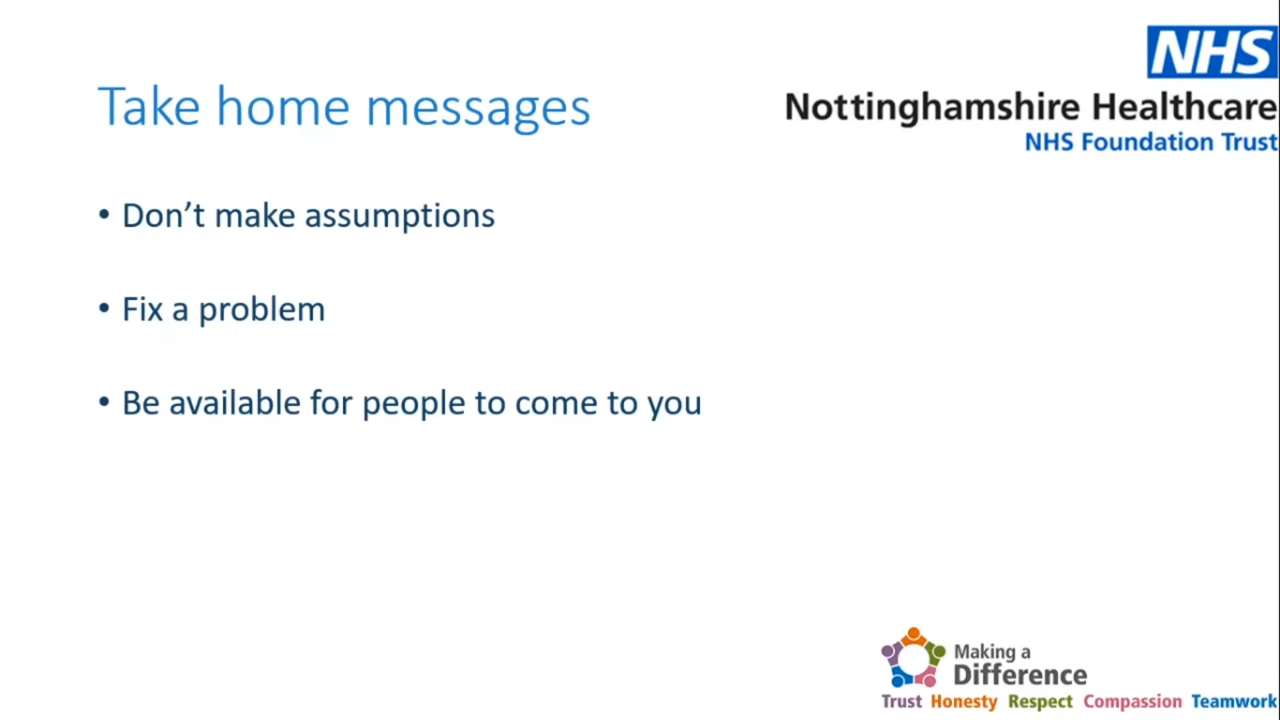 NHS
Take home messages
Nottinghamshire Healthcare
NHS Foundation Trust
• Don’t make assumptions
• Fix a problem
• Be available for people to come to you
Making a
Difference
Trust Honesty Respect Compassion Teamwork